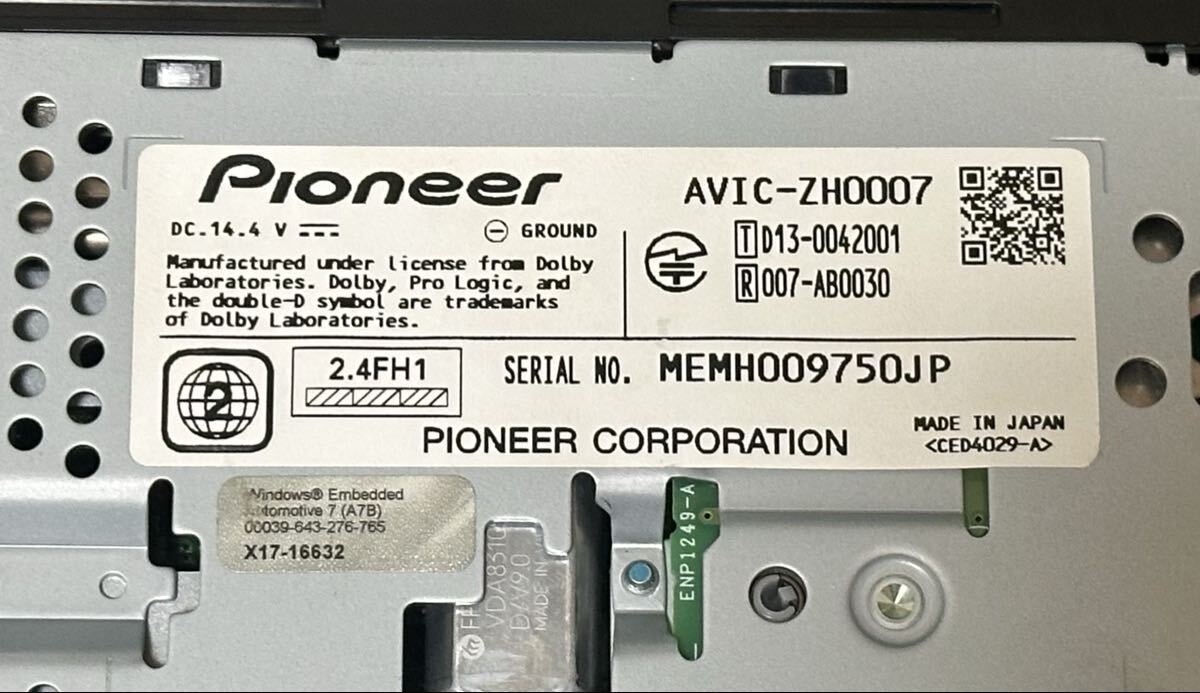 Pioneer
AVIC-ZH0007
DC 14.4 V
GROUND
T D13-0042001
R 007-AB0030
Manufactured under license from Dolby
Laboratories. Dolby, Pro Logic, and
the double-D symbol are trademarks
of Dolby Laboratories.
2
2.4FH1
SERIAL NO. MEMH009750JP
PIONEER CORPORATION
MADE IN JAPAN
<CED4029-A>
Windows® Embedded
Automotive 7 (A7B)
00039-643-276-765
X17-16632
ENP1249-A
VDA8310
MADE IN